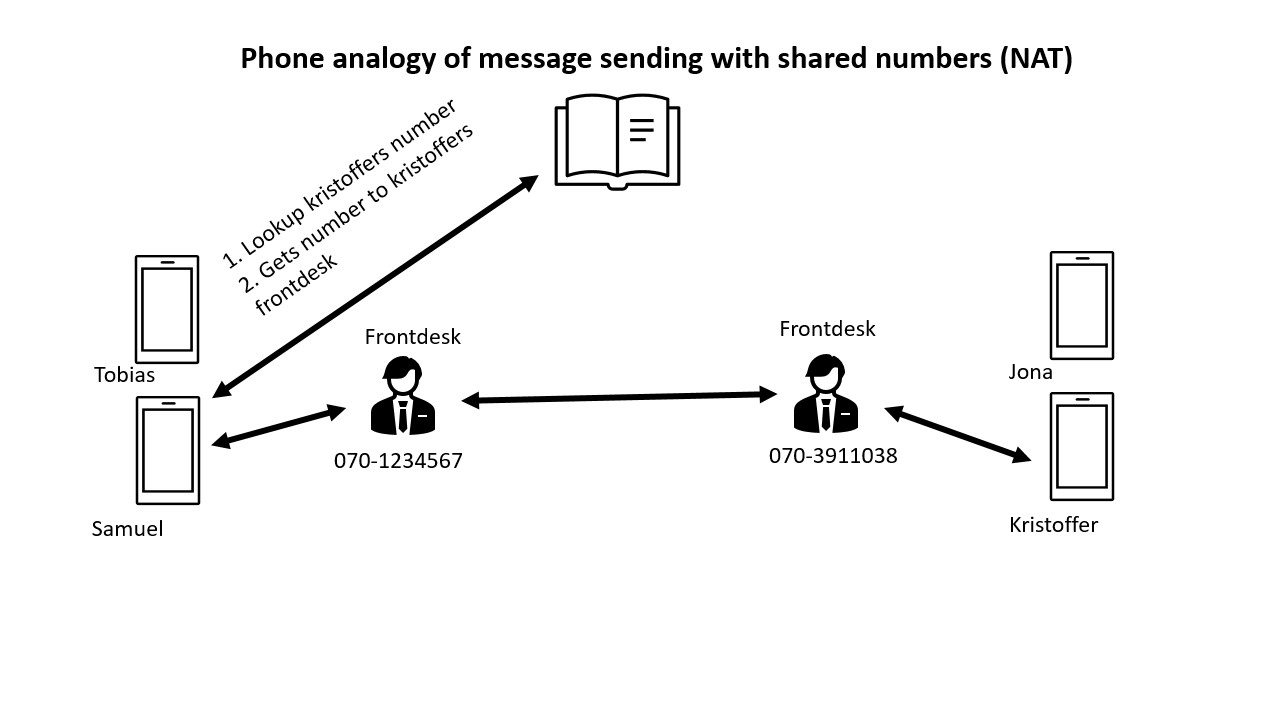 Phone analogy of message sending with shared numbers (NAT)
1. Lookup kristoffers number
2. Gets number to kristoffers
frontdesk
Tobias
Samuel
Frontdesk
070-1234567
Frontdesk
070-3911038
Jona
Kristoffer